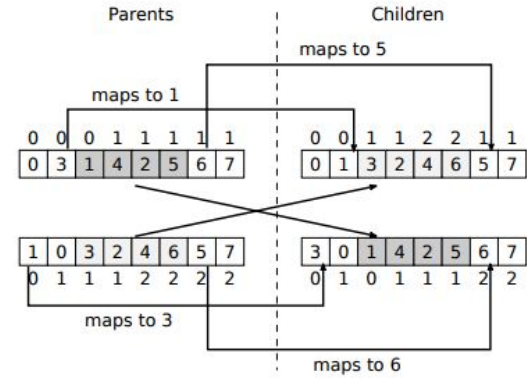 Parents Children
maps to 5
maps to 1
0 0 0 1 1 1 1 1 0 0 1 1 2 2 1 1
0 3 1 4 2 5 6 7 0 1 3 2 4 6 5 7
1 0 3 2 4 6 5 7 3 0 1 4 2 5 6 7
0 1 1 1 2 2 2 2 0 1 0 1 1 1 2 2
maps to 3
maps to 6